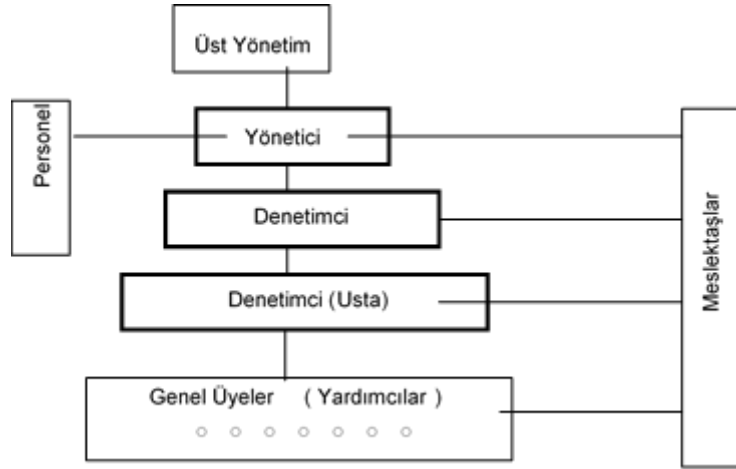 Üst Yönetim
Personel
Yönetici
Denetimci
Denetimci (Usta)
Genel Üyeler ( Yardımcılar )
Meslektaşlar